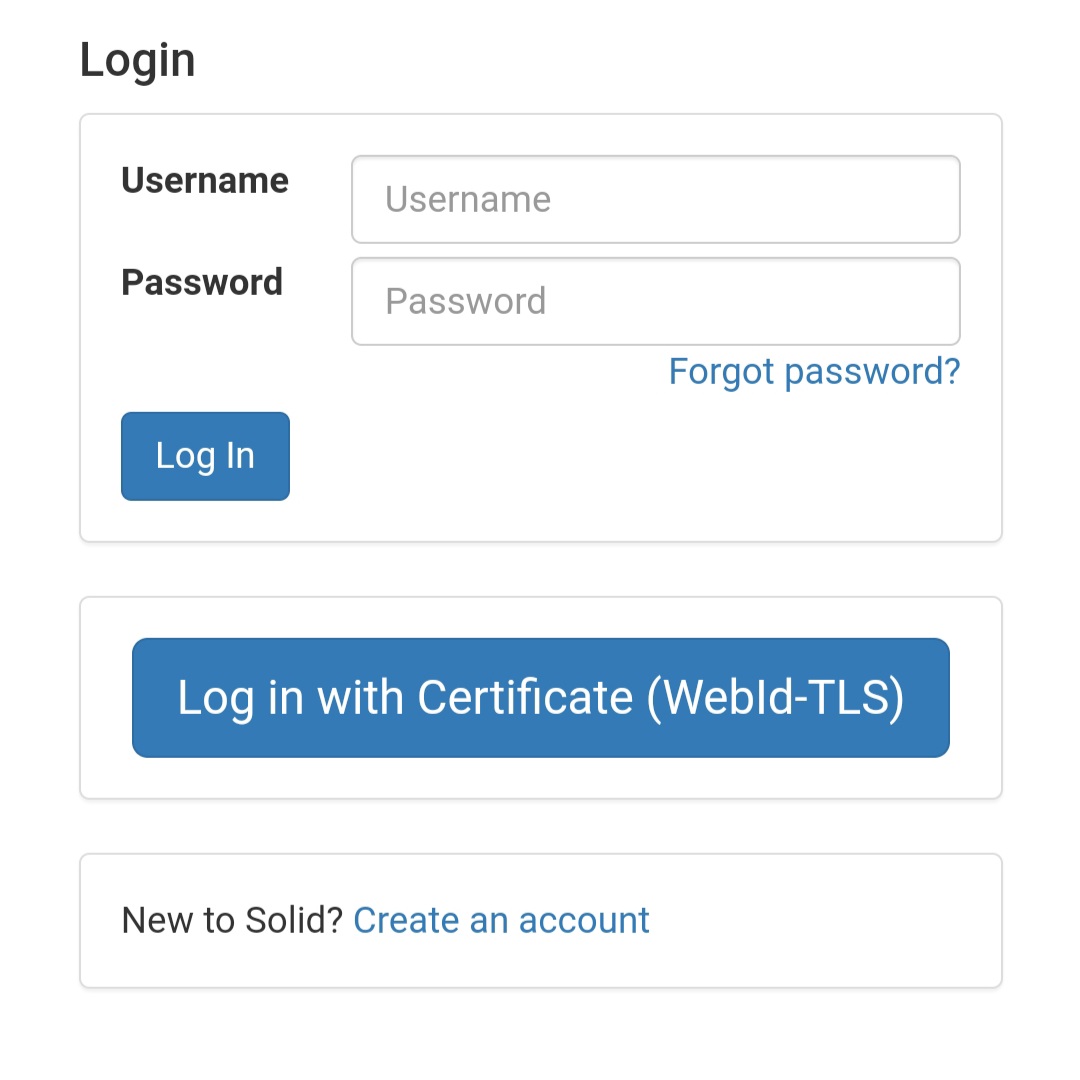 Login
Username Username
Password Password
Forgot password?
Log In
Log in with Certificate (WebId-TLS)
New to Solid? Create an account